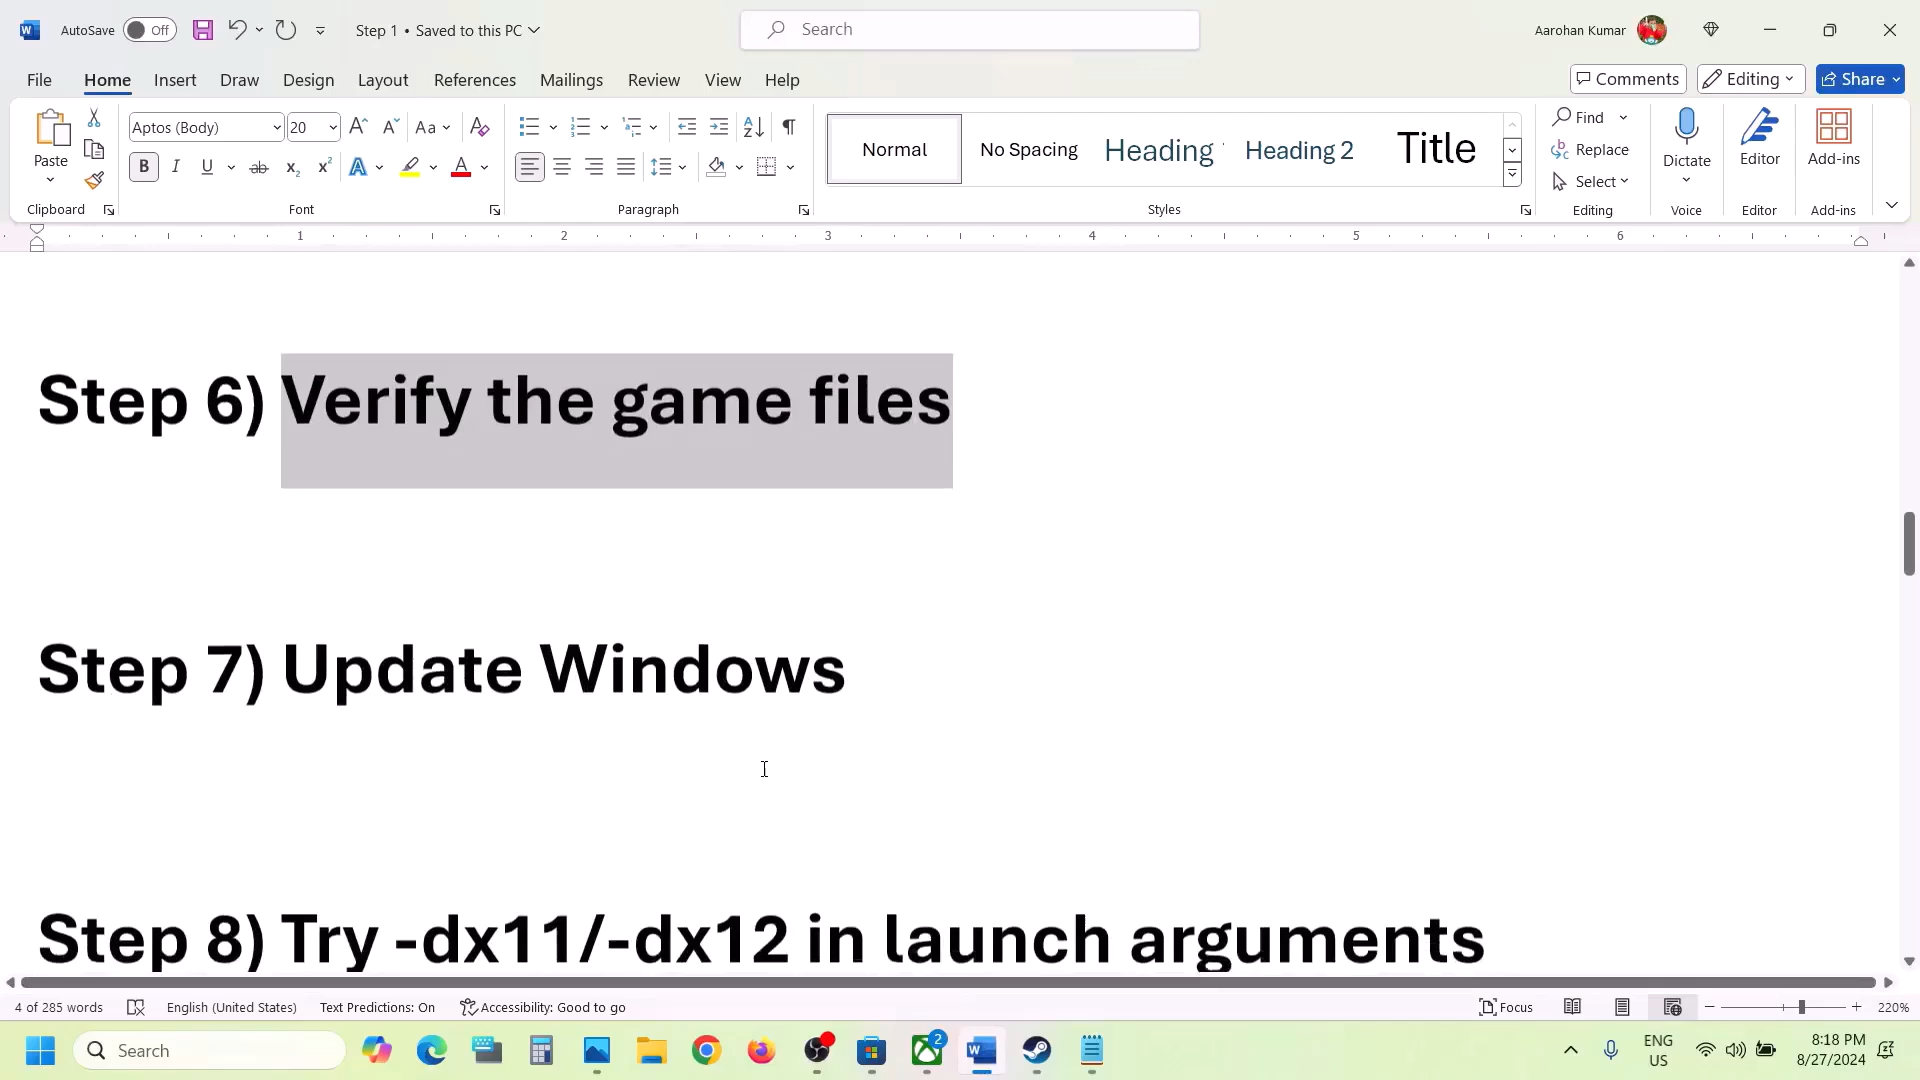 AutoSave Off Step 1 • Saved to this PC Search Aarohan Kumar
File Home Insert Draw Design Layout References Mailings Review View Help Comments Editing Share
Paste Aptos (Body) 20 Aa B I U ab x₂ x² A A Normal No Spacing Heading Heading 2 Title Find Replace Select Dictate Editor Add-ins
Clipboard Font Paragraph Styles Editing Voice Editor Add-ins
1 2 3 4 5 6
Step 6) Verify the game files
Step 7) Update Windows
Step 8) Try -dx11/-dx12 in launch arguments
4 of 285 words English (United States) Text Predictions: On Accessibility: Good to go Focus 220%
Search 2 ENG US 8:18 PM 8/27/2024